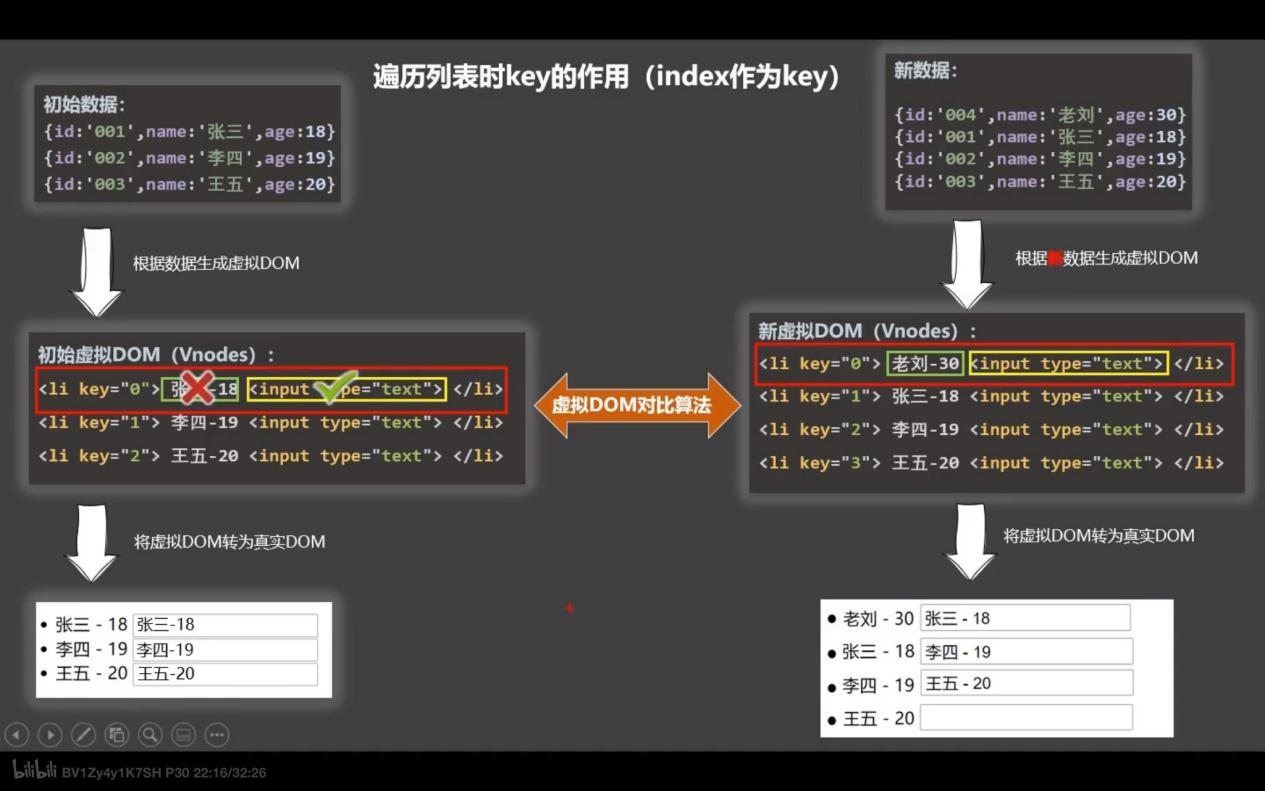 遍历列表时key的作用（index作为key）
初始数据：
{id:'001',name:'张三',age:18}
{id:'002',name:'李四',age:19}
{id:'003',name:'王五',age:20}
根据数据生成虚拟DOM
初始虚拟DOM（Vnodes）：
<li key="0"> 张三-18 <input type="text"> </li>
<li key="1"> 李四-19 <input type="text"> </li>
<li key="2"> 王五-20 <input type="text"> </li>
将虚拟DOM转为真实DOM
• 张三 - 18 张三-18
• 李四 - 19 李四-19
• 王五 - 20 王五-20
虚拟DOM对比算法
新数据：
{id:'004',name:'老刘',age:30}
{id:'001',name:'张三',age:18}
{id:'002',name:'李四',age:19}
{id:'003',name:'王五',age:20}
根据新数据生成虚拟DOM
新虚拟DOM（Vnodes）：
<li key="0"> 老刘-30 <input type="text"> </li>
<li key="1"> 张三-18 <input type="text"> </li>
<li key="2"> 李四-19 <input type="text"> </li>
<li key="3"> 王五-20 <input type="text"> </li>
将虚拟DOM转为真实DOM
• 老刘 - 30 张三 - 18
• 张三 - 18 李四 - 19
• 李四 - 19 王五 - 20
• 王五 - 20
bilibili BV1Zy4y1K7SH P30 22:16/32:26